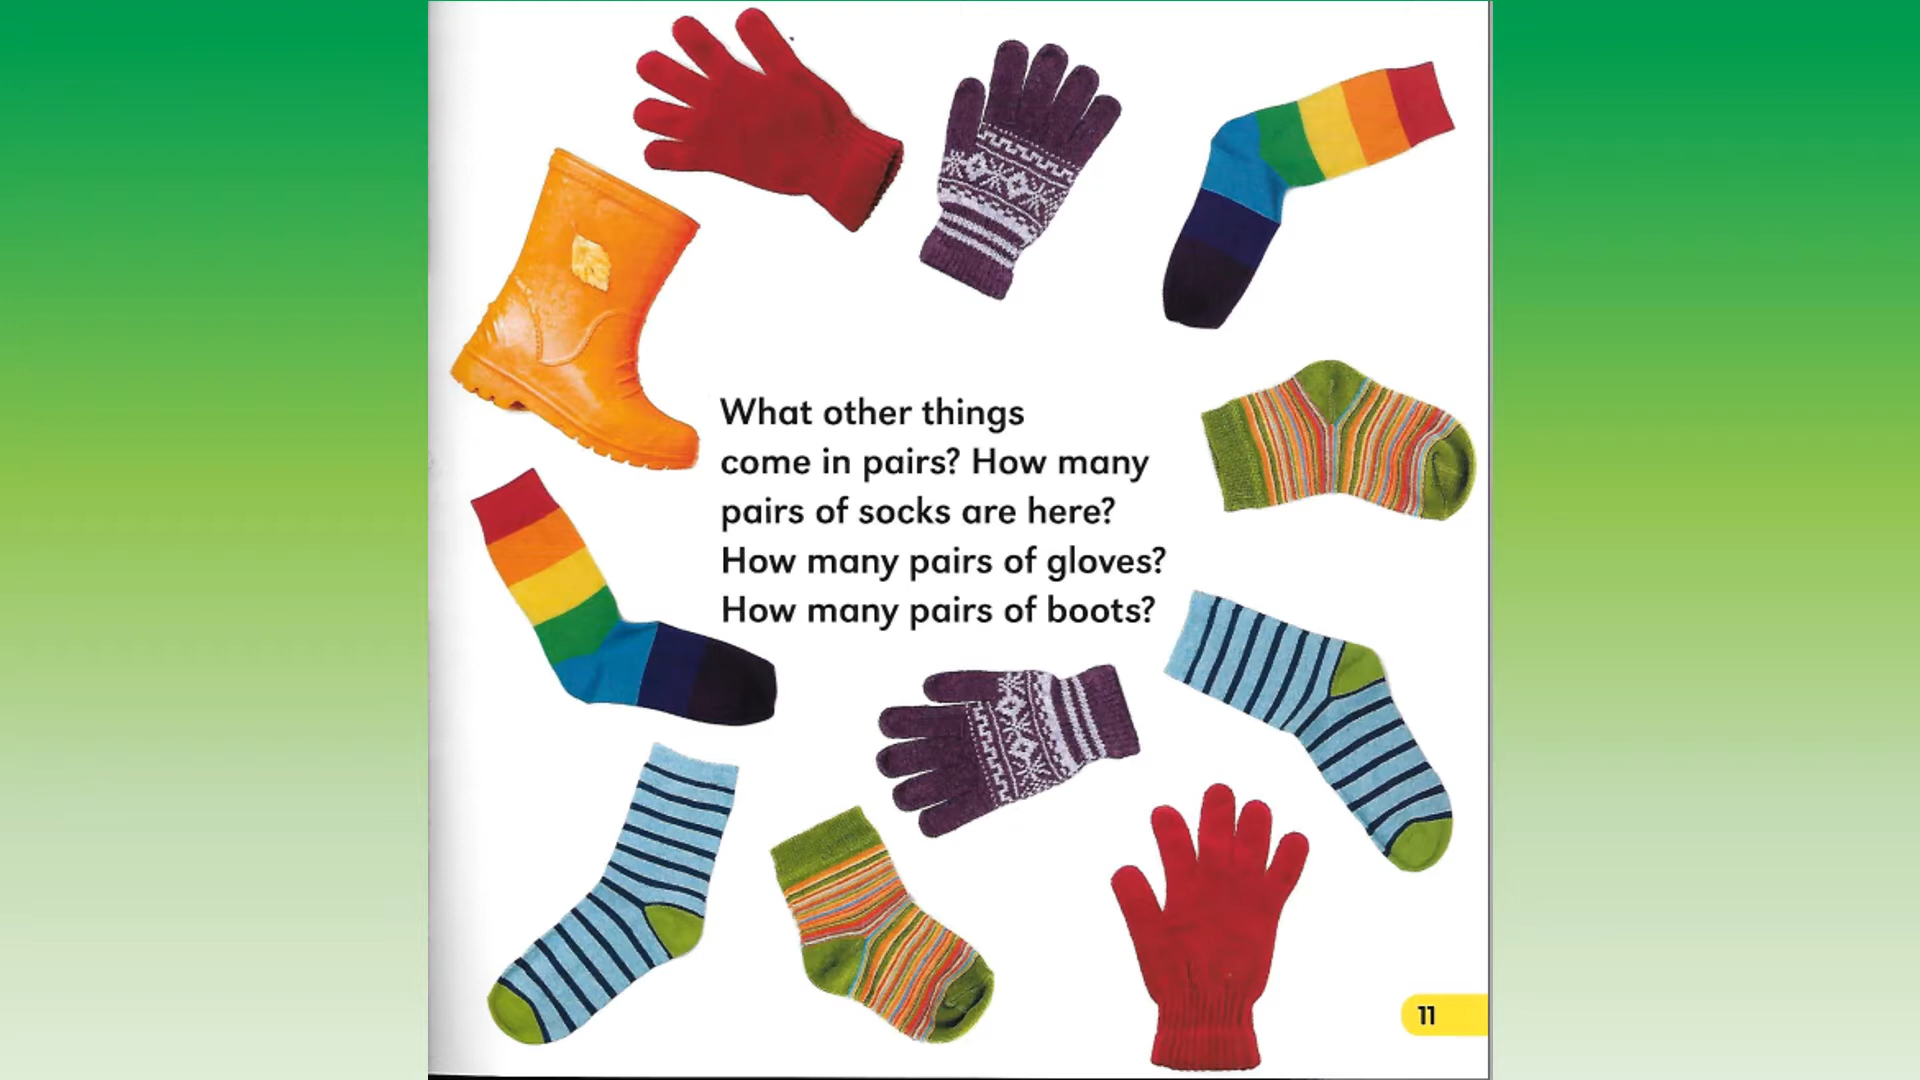 What other things
come in pairs? How many
pairs of socks are here?
How many pairs of gloves?
How many pairs of boots?
11